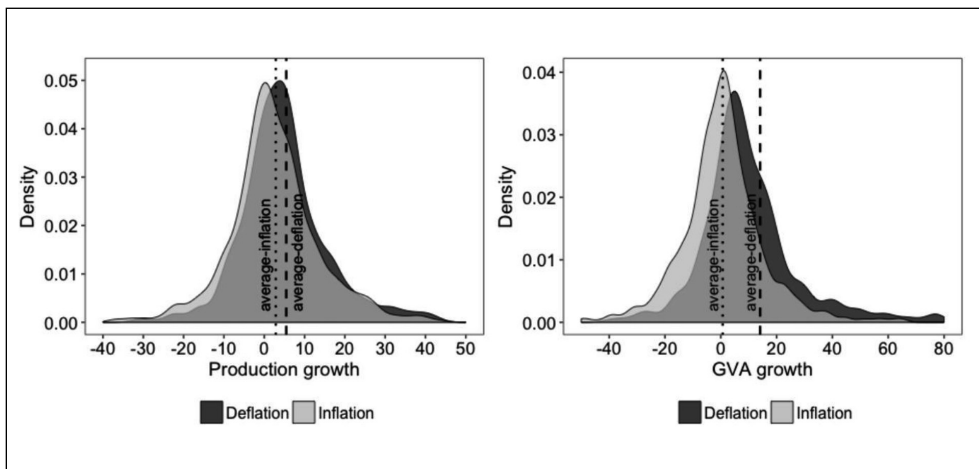 0.05
0.04
0.03
0.02
0.01
0.00
Density
average-inflation
average-deflation
-40 -30 -20 -10 0 10 20 30 40 50
Production growth
Deflation Inflation
0.04
0.03
0.02
0.01
0.00
Density
average-inflation
average-deflation
-40 -20 0 20 40 60 80
GVA growth
Deflation Inflation